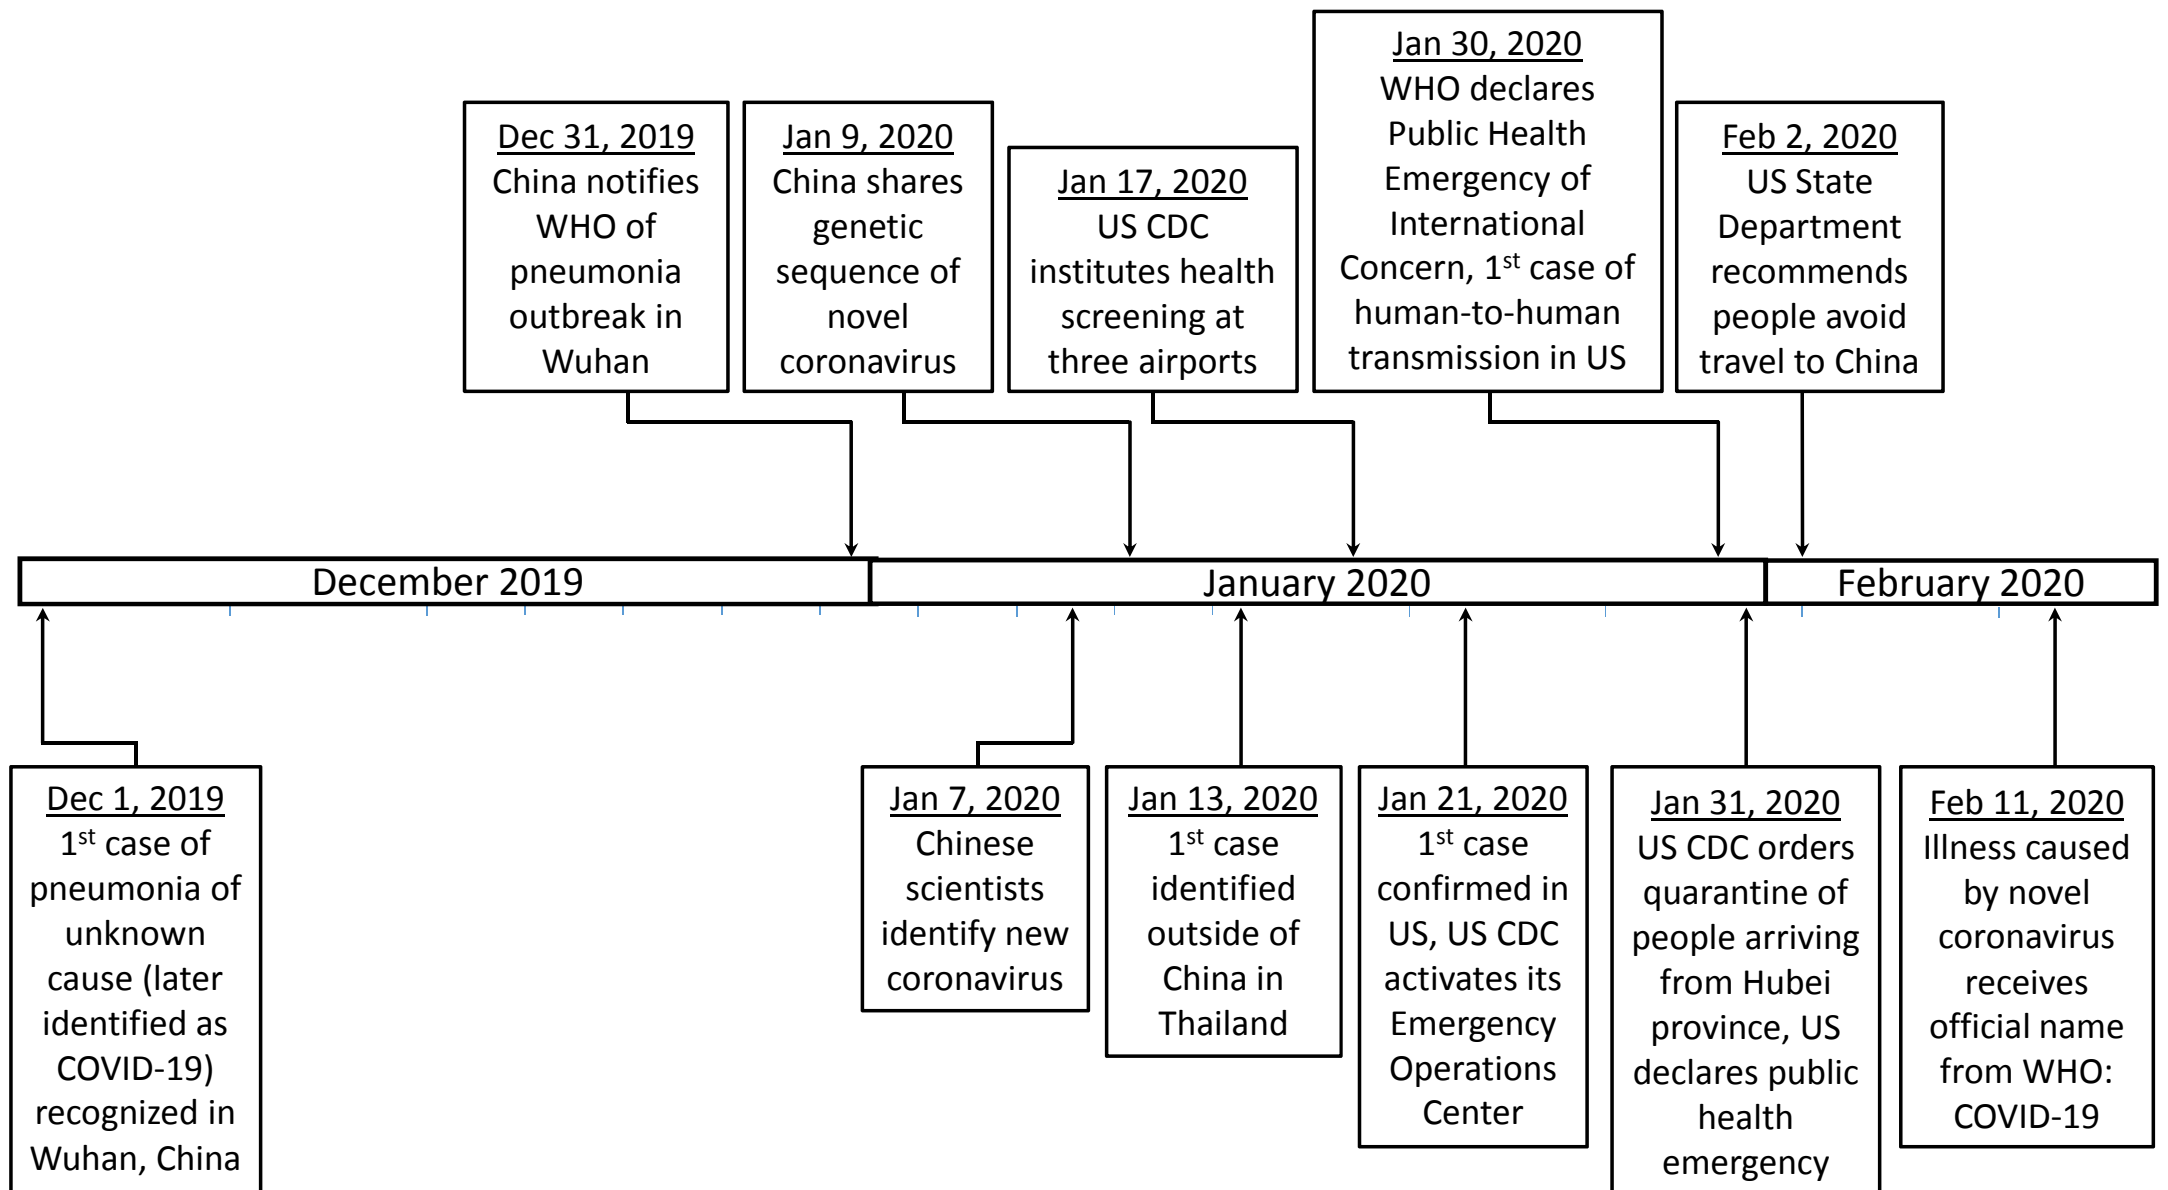 Jan 30, 2020
WHO declares
Public Health
Emergency of
International
Concern, 1st case of
human-to-human
transmission in US
Dec 31, 2019
China notifies
WHO of
pneumonia
outbreak in
Wuhan
Jan 9, 2020
China shares
genetic
sequence of
novel
coronavirus
Jan 17, 2020
US CDC
institutes health
screening at
three airports
Feb 2, 2020
US State
Department
recommends
people avoid
travel to China
December 2019
January 2020
February 2020
Dec 1, 2019
1st case of
pneumonia of
unknown
cause (later
identified as
COVID-19)
recognized in
Wuhan, China
Jan 7, 2020
Chinese
scientists
identify new
coronavirus
Jan 13, 2020
1st case
identified
outside of
China in
Thailand
Jan 21, 2020
1st case
confirmed in
US, US CDC
activates its
Emergency
Operations
Center
Jan 31, 2020
US CDC orders
quarantine of
people arriving
from Hubei
province, US
declares public
health
emergency
Feb 11, 2020
Illness caused
by novel
coronavirus
receives
official name
from WHO:
COVID-19